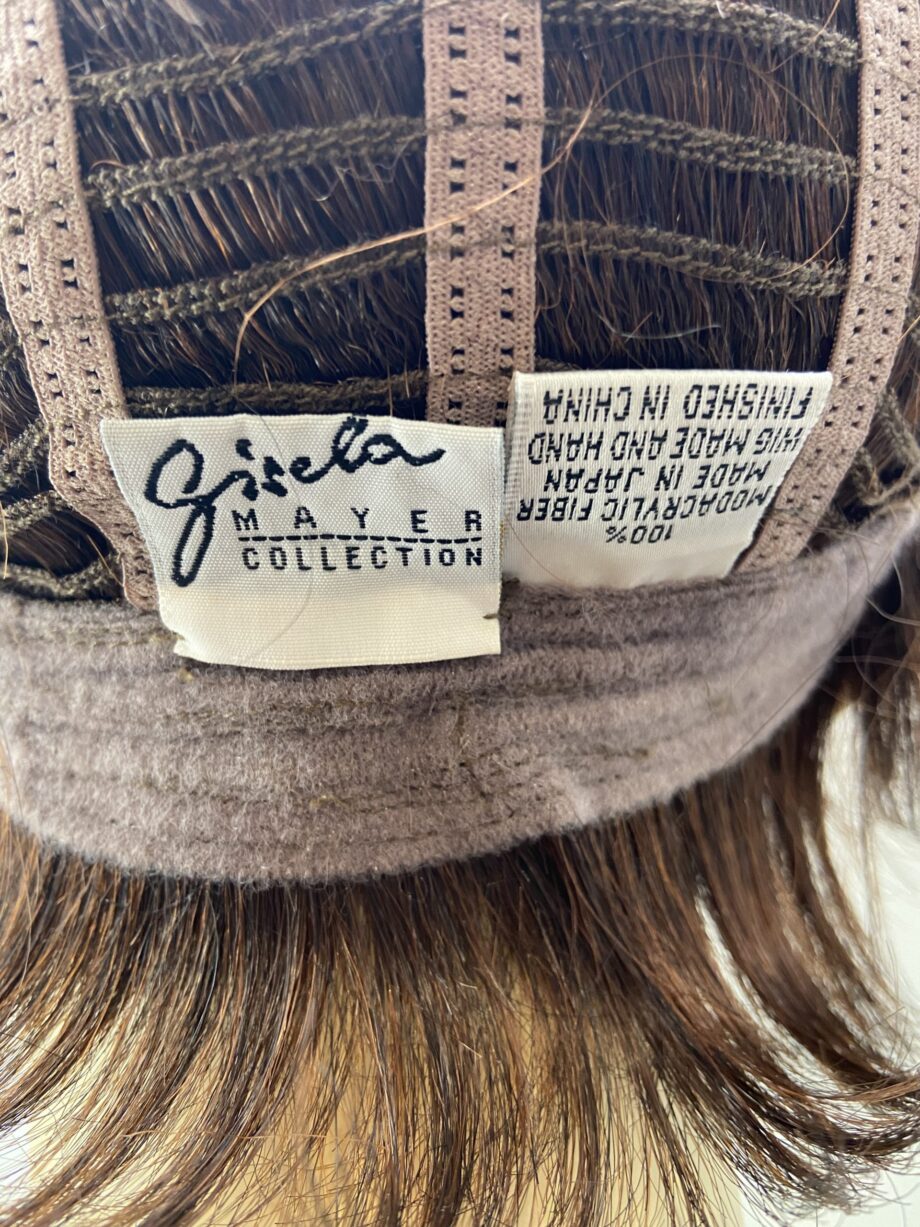 Gisela
MAYER
COLLECTION
100%
MODACRYLIC FIBER
MADE IN JAPAN
WIG MADE AND HAND
FINISHED IN CHINA